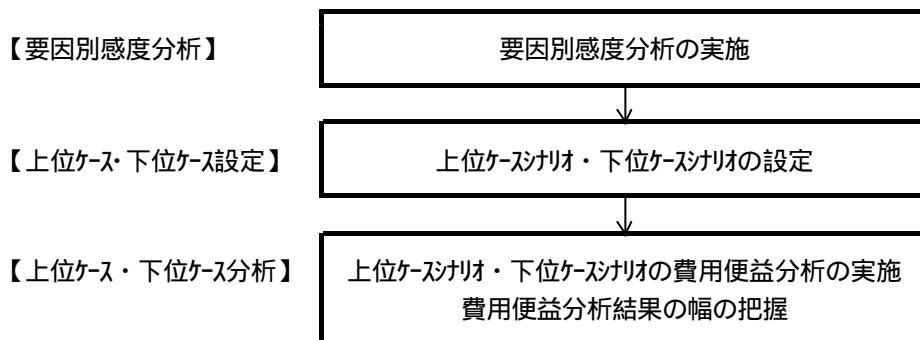 【要因別感度分析】
要因別感度分析の実施
【上位ｹｰｽ・下位ｹｰｽ設定】
上位ｹｰｽｼﾅﾘｵ・下位ｹｰｽｼﾅﾘｵの設定
【上位ｹｰｽ・下位ｹｰｽ分析】
上位ｹｰｽｼﾅﾘｵ・下位ｹｰｽｼﾅﾘｵの費用便益分析の実施
費用便益分析結果の幅の把握